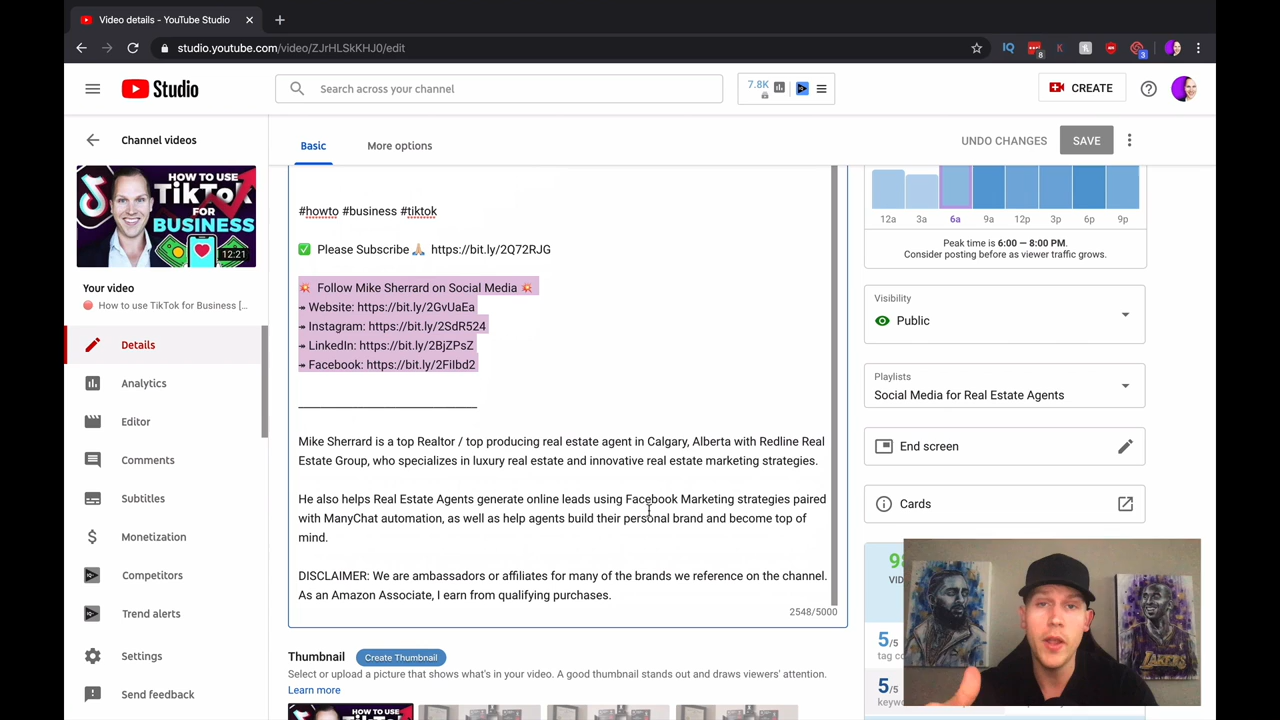 Video details - YouTube Studio
studio.youtube.com/video/ZJrHLSkKHJ0/edit
IQ
8
K
3
Studio
Search across your channel
7.8K
CREATE
Channel videos
Basic
More options
UNDO CHANGES
SAVE
HOW TO USE
TikTok
FOR
BUSINESS
12:21
Your video
How to use TikTok for Business [...
Details
Analytics
Editor
Comments
Subtitles
Monetization
Competitors
Trend alerts
Settings
Send feedback
#howto #business #tiktok
✅ Please Subscribe 🙏🏼 https://bit.ly/2Q72RJG
💥 Follow Mike Sherrard on Social Media 💥
↠ Website: https://bit.ly/2GvUaEa
↠ Instagram: https://bit.ly/2SdR524
↠ LinkedIn: https://bit.ly/2BjZPsZ
↠ Facebook: https://bit.ly/2FiIbd2
Mike Sherrard is a top Realtor / top producing real estate agent in Calgary, Alberta with Redline Real
Estate Group, who specializes in luxury real estate and innovative real estate marketing strategies.
He also helps Real Estate Agents generate online leads using Facebook Marketing strategies paired
with ManyChat automation, as well as help agents build their personal brand and become top of
mind.
DISCLAIMER: We are ambassadors or affiliates for many of the brands we reference on the channel.
As an Amazon Associate, I earn from qualifying purchases.
2548/5000
Thumbnail
Create Thumbnail
Select or upload a picture that shows what's in your video. A good thumbnail stands out and draws viewers' attention.
Learn more
12a 3a 6a 9a 12p 3p 6p 9p
Peak time is 6:00 — 8:00 PM.
Consider posting before as viewer traffic grows.
Visibility
Public
Playlists
Social Media for Real Estate Agents
End screen
Cards
VID
5/5
tag co
5/5
keyw
LAKERS